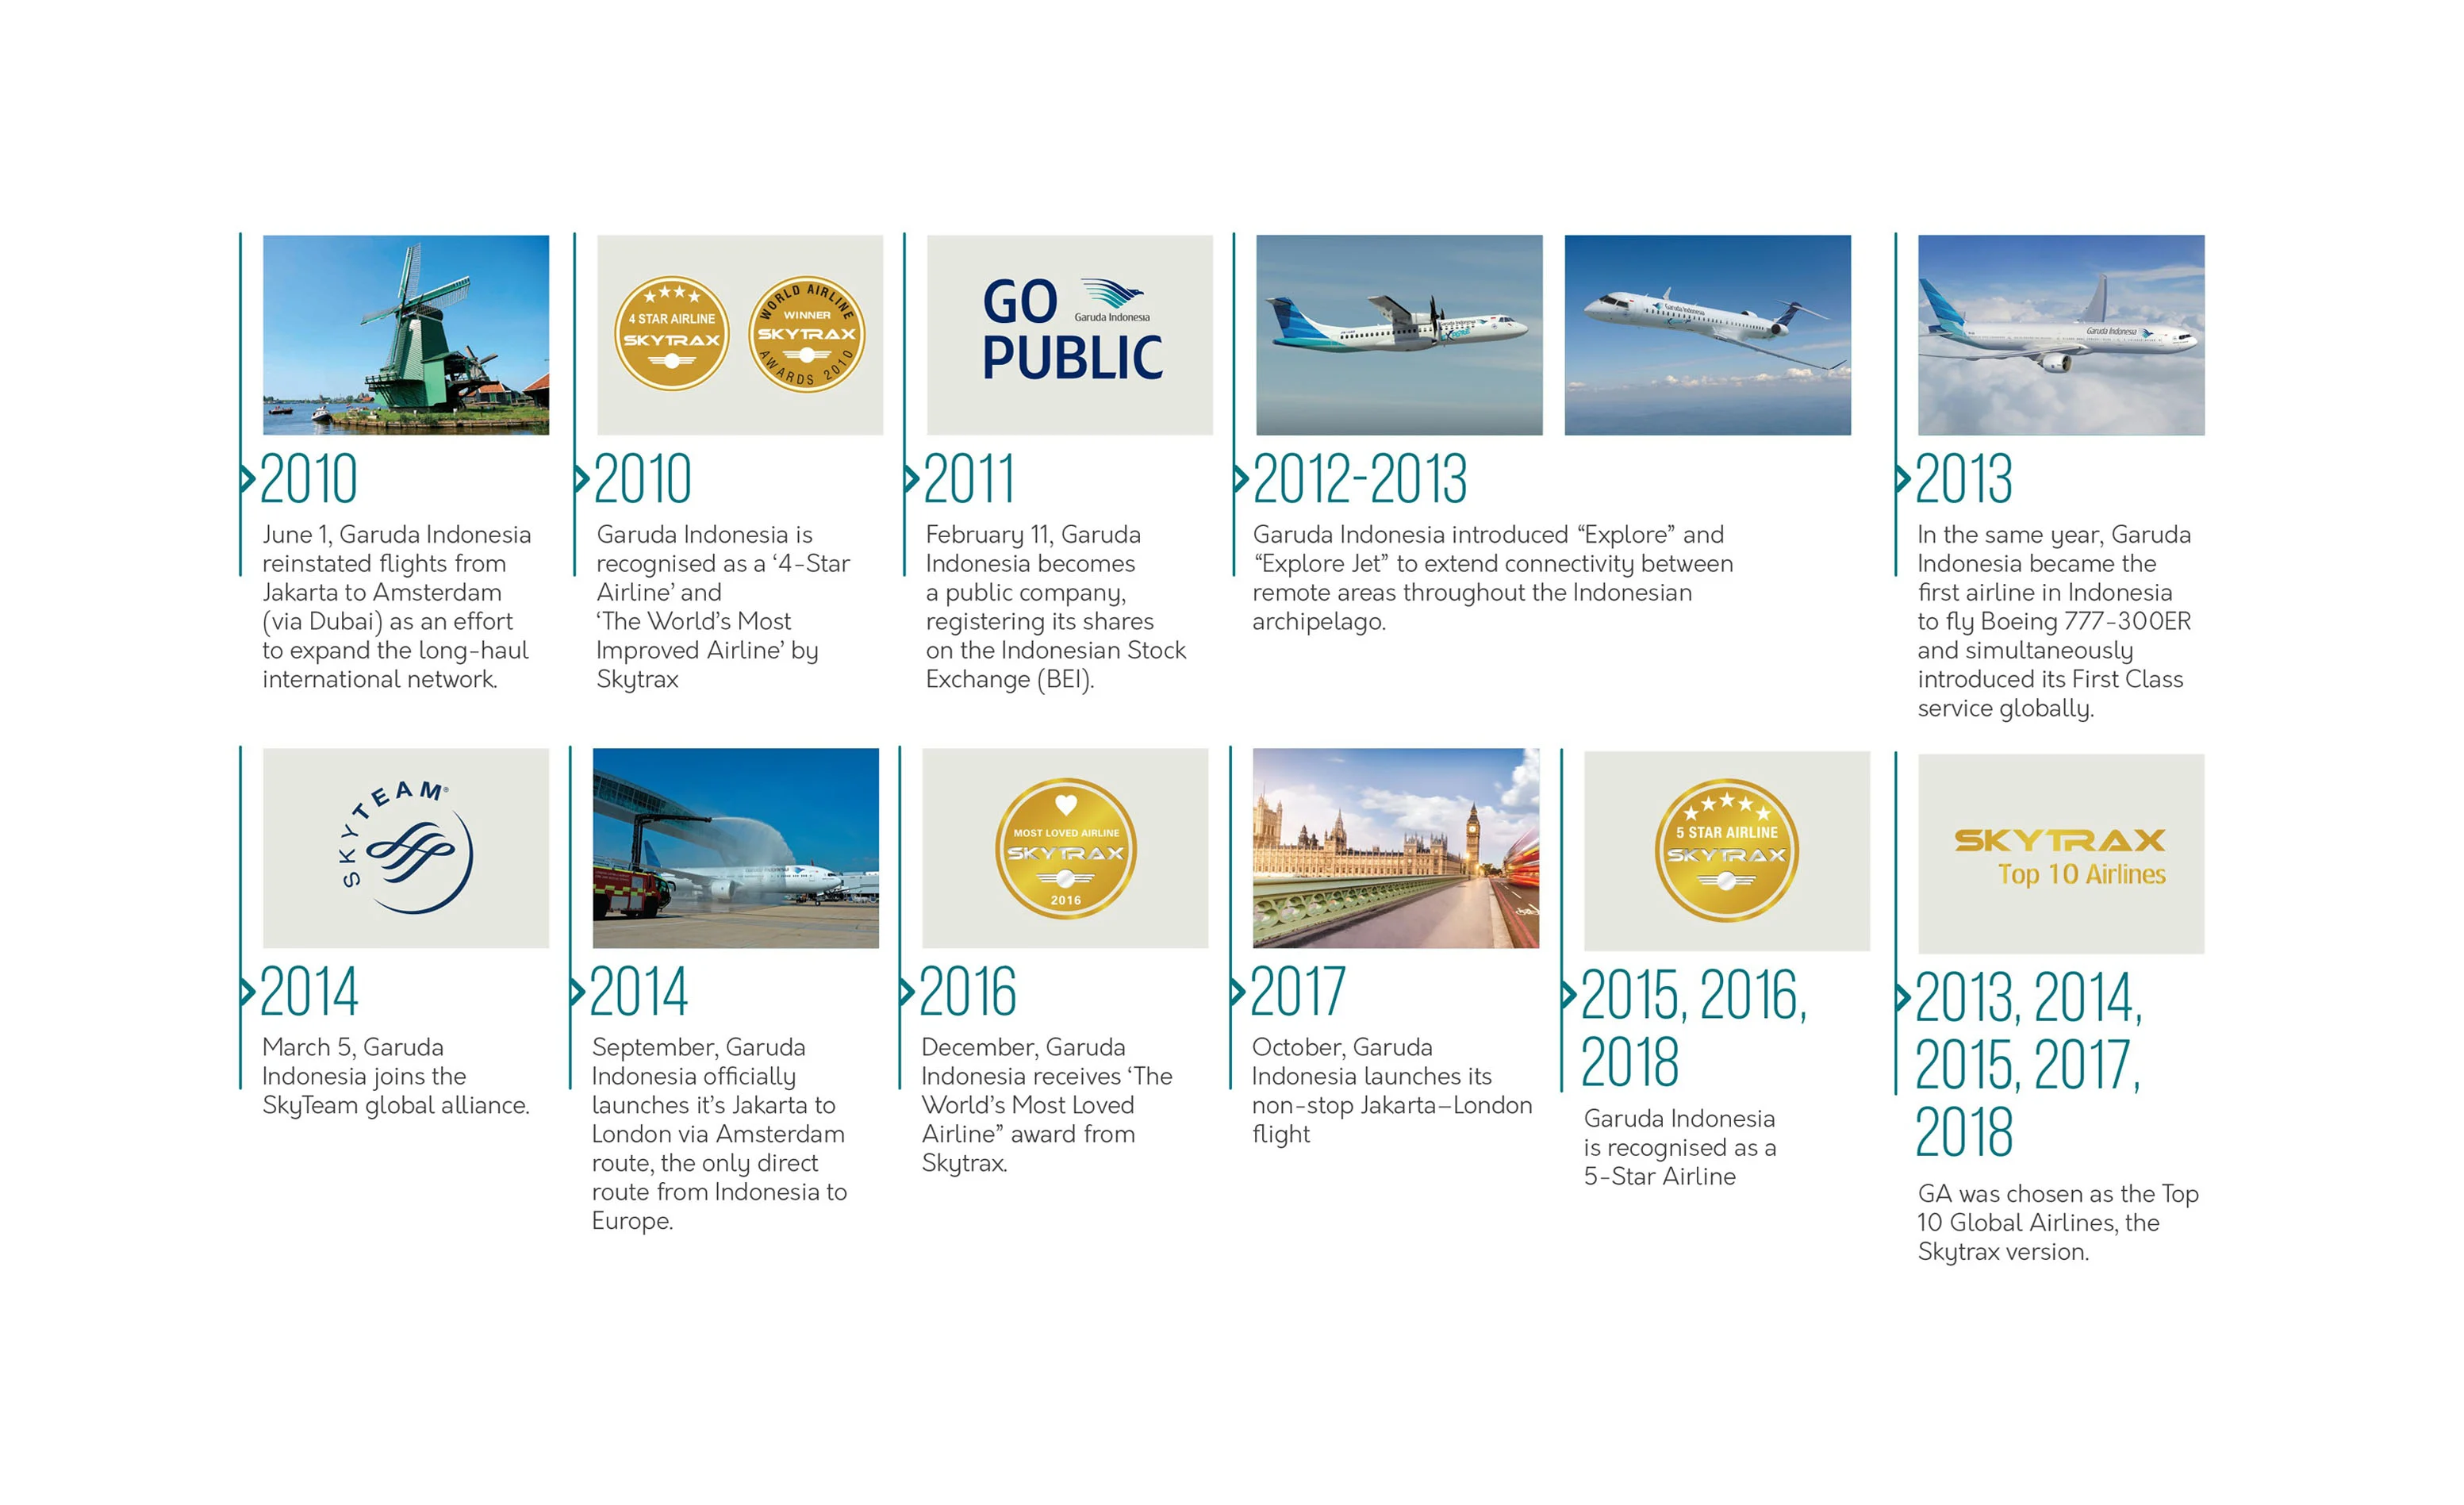 4 STAR AIRLINE
SKYTRAX
WORLD AIRLINE
WINNER
SKYTRAX
AWARDS 2010
GO
PUBLIC
Garuda Indonesia
Garuda Indonesia
Garuda Indonesia
2010
June 1, Garuda Indonesia
reinstated flights from
Jakarta to Amsterdam
(via Dubai) as an effort
to expand the long-haul
international network.
2010
Garuda Indonesia is
recognised as a ‘4-Star
Airline’ and
‘The World’s Most
Improved Airline’ by
Skytrax
2011
February 11, Garuda
Indonesia becomes
a public company,
registering its shares
on the Indonesian Stock
Exchange (BEI).
2012-2013
Garuda Indonesia introduced “Explore” and
“Explore Jet” to extend connectivity between
remote areas throughout the Indonesian
archipelago.
2013
In the same year, Garuda
Indonesia became the
first airline in Indonesia
to fly Boeing 777-300ER
and simultaneously
introduced its First Class
service globally.
SKYTEAM®
2014
March 5, Garuda
Indonesia joins the
SkyTeam global alliance.
2014
September, Garuda
Indonesia officially
launches it’s Jakarta to
London via Amsterdam
route, the only direct
route from Indonesia to
Europe.
MOST LOVED AIRLINE
SKYTRAX
2016
2016
December, Garuda
Indonesia receives ‘The
World’s Most Loved
Airline” award from
Skytrax.
2017
October, Garuda
Indonesia launches its
non-stop Jakarta–London
flight
5 STAR AIRLINE
SKYTRAX
2015, 2016,
2018
Garuda Indonesia
is recognised as a
5-Star Airline
SKYTRAX
Top 10 Airlines
2013, 2014,
2015, 2017,
2018
GA was chosen as the Top
10 Global Airlines, the
Skytrax version.